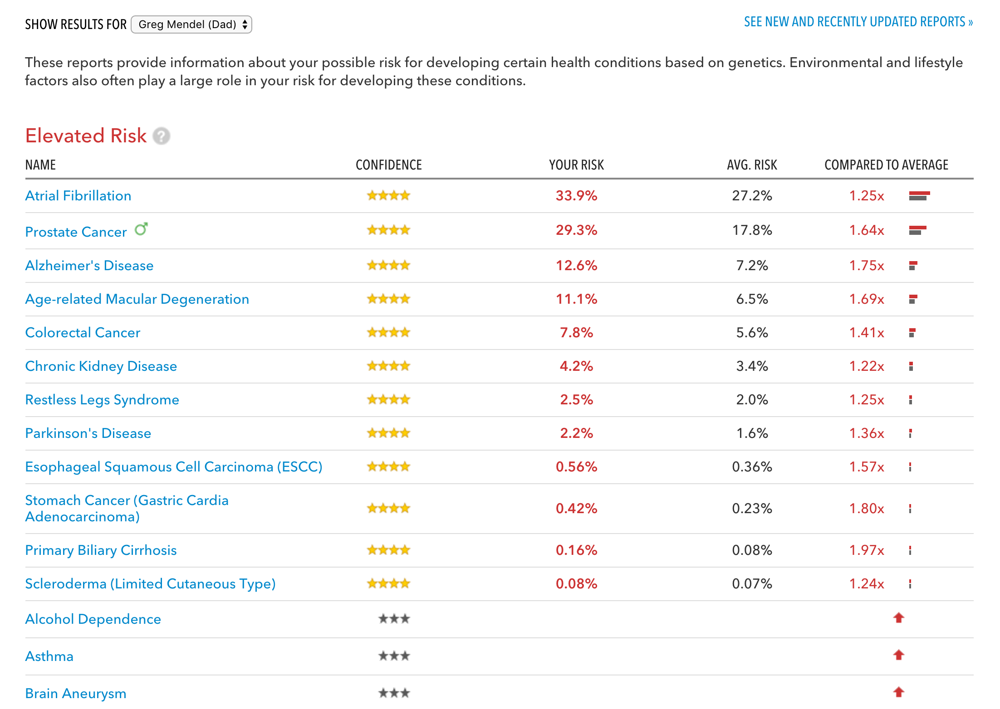 SHOW RESULTS FOR Greg Mendel (Dad)
SEE NEW AND RECENTLY UPDATED REPORTS »
These reports provide information about your possible risk for developing certain health conditions based on genetics. Environmental and lifestyle
factors also often play a large role in your risk for developing these conditions.
Elevated Risk ?
NAME CONFIDENCE YOUR RISK AVG. RISK COMPARED TO AVERAGE
Atrial Fibrillation 33.9% 27.2% 1.25x
Prostate Cancer 29.3% 17.8% 1.64x
Alzheimer's Disease 12.6% 7.2% 1.75x
Age-related Macular Degeneration 11.1% 6.5% 1.69x
Colorectal Cancer 7.8% 5.6% 1.41x
Chronic Kidney Disease 4.2% 3.4% 1.22x
Restless Legs Syndrome 2.5% 2.0% 1.25x
Parkinson's Disease 2.2% 1.6% 1.36x
Esophageal Squamous Cell Carcinoma (ESCC) 0.56% 0.36% 1.57x
Stomach Cancer (Gastric Cardia
Adenocarcinoma) 0.42% 0.23% 1.80x
Primary Biliary Cirrhosis 0.16% 0.08% 1.97x
Scleroderma (Limited Cutaneous Type) 0.08% 0.07% 1.24x
Alcohol Dependence
Asthma
Brain Aneurysm